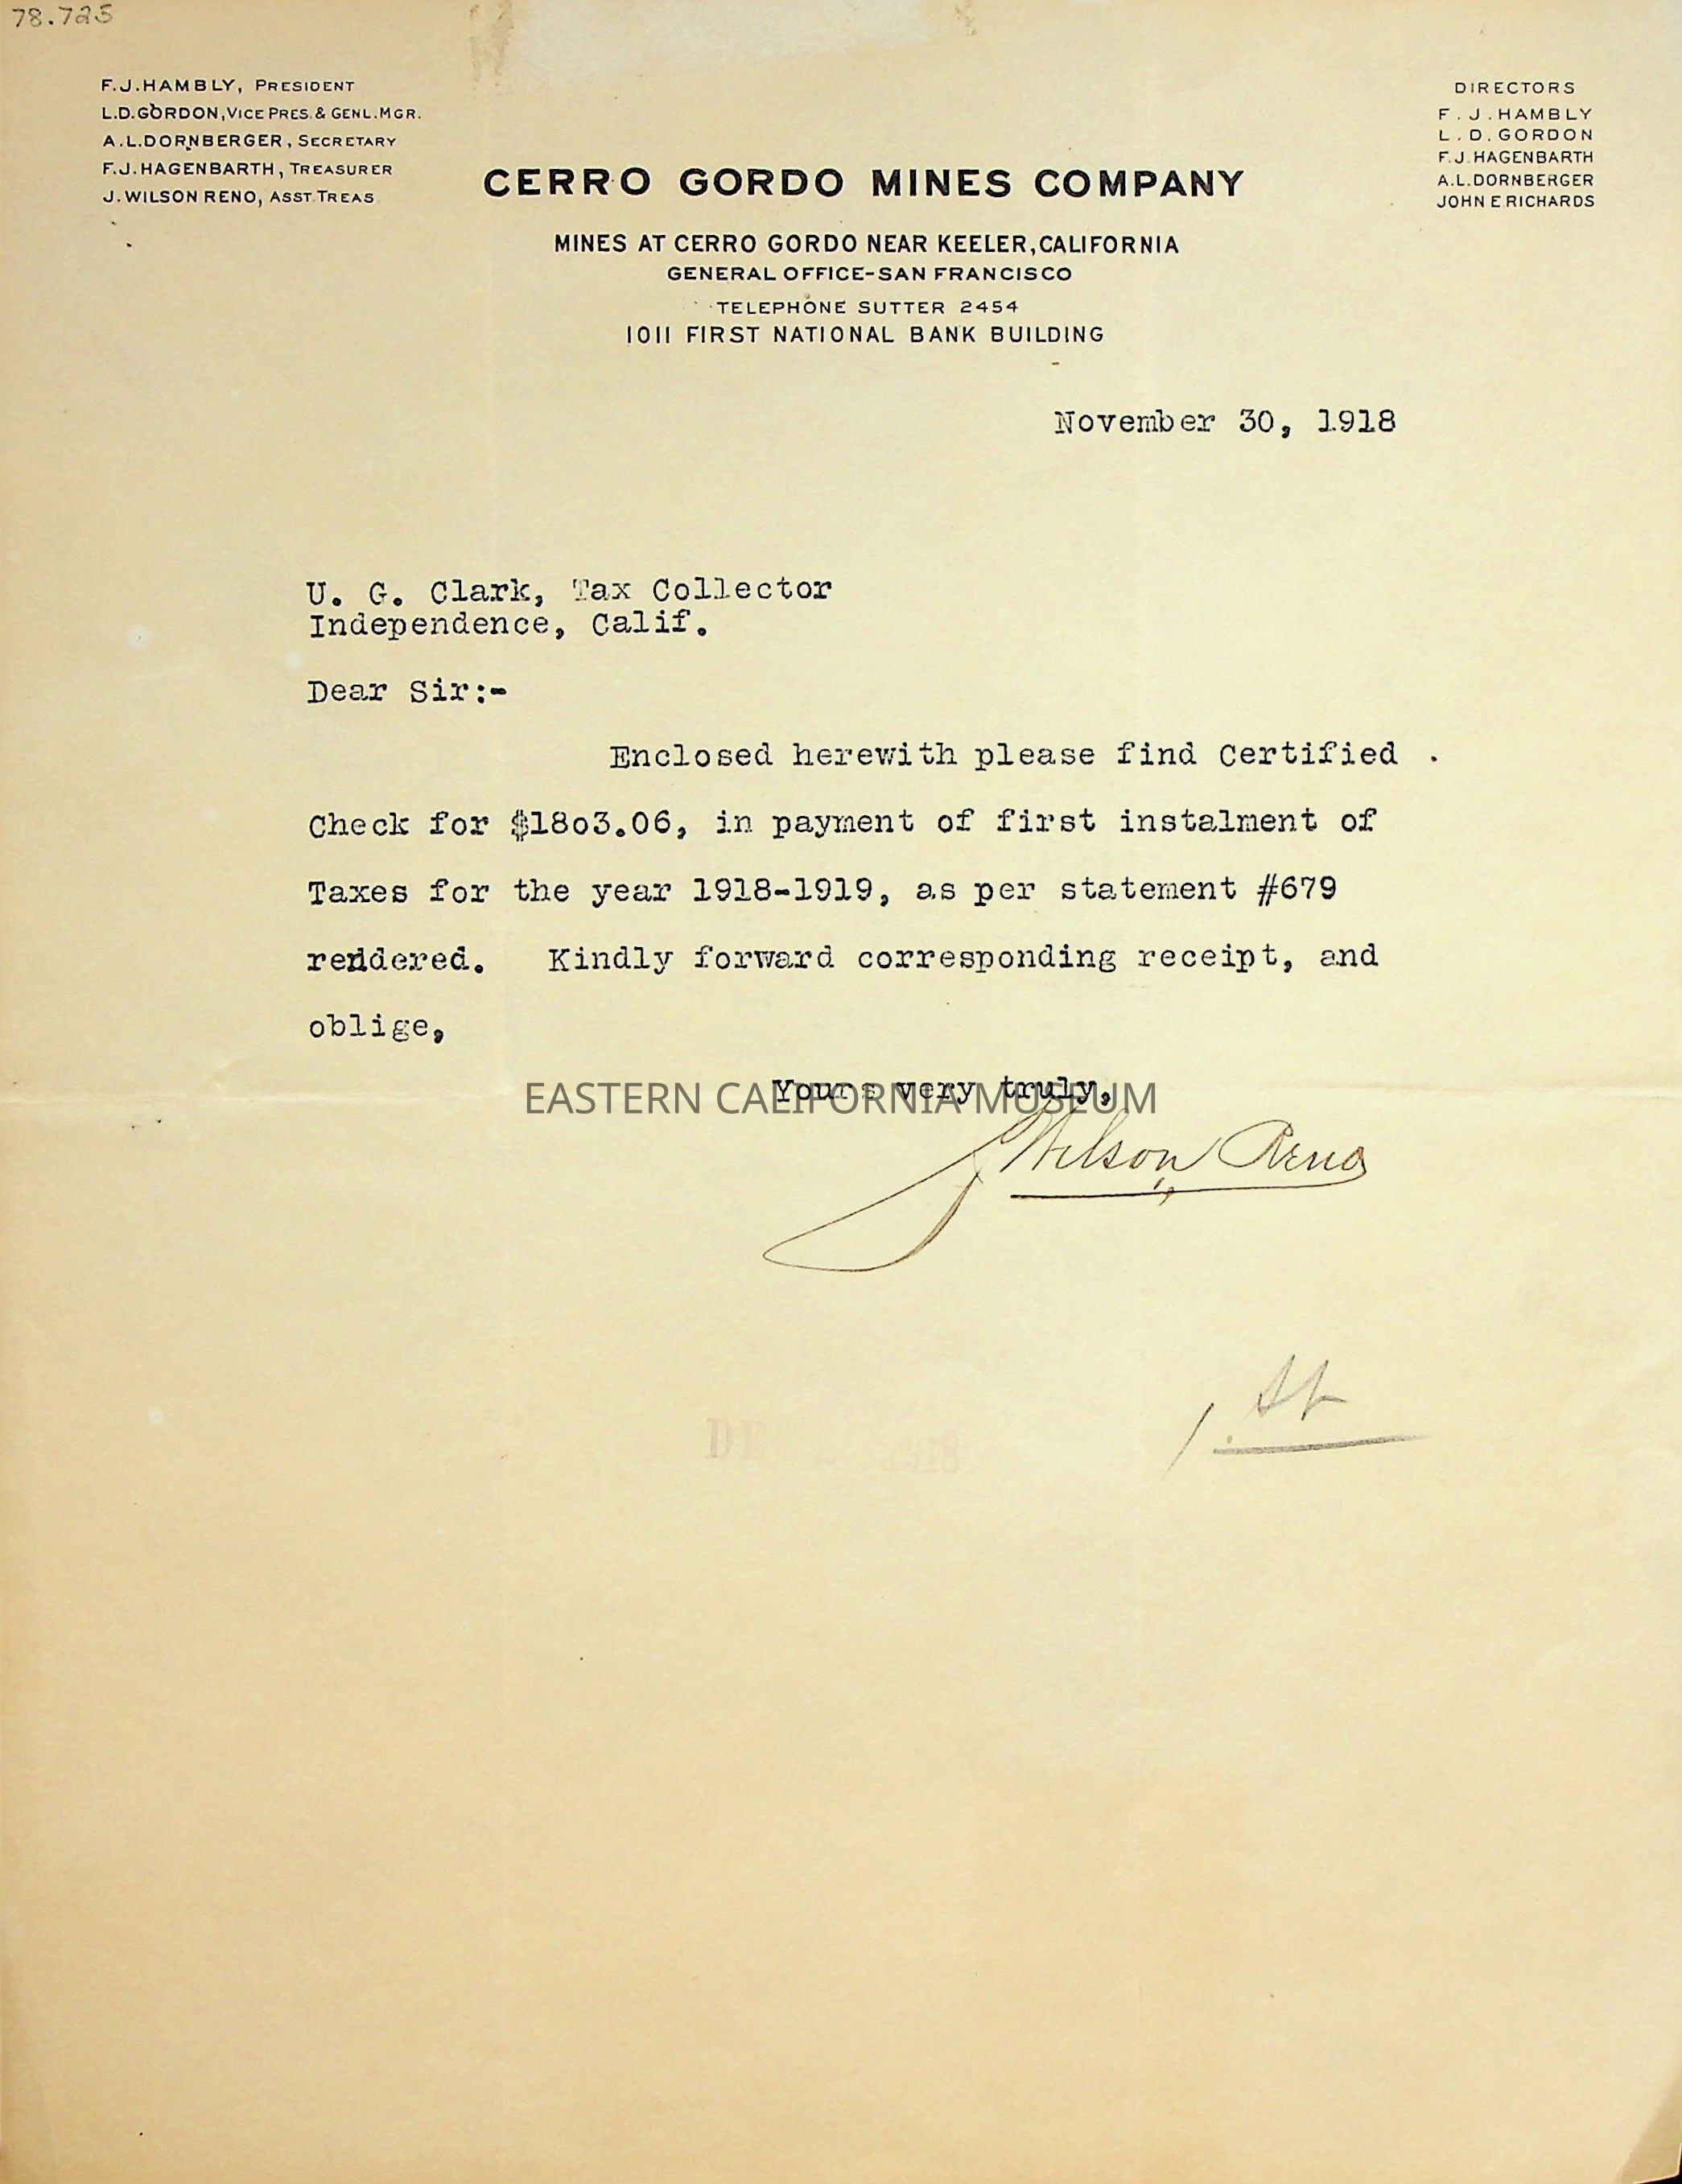 78.725
F.J.HAMBLY, PRESIDENT
L.D.GORDON, VICE PRES. & GENL. MGR.
A.L.DORNBERGER, SECRETARY
F.J.HAGENBARTH, TREASURER
J.WILSON RENO, ASST. TREAS.
DIRECTORS
F. J. HAMBLY
L. D. GORDON
F.J. HAGENBARTH
A.L. DORNBERGER
JOHN E RICHARDS
CERRO GORDO MINES COMPANY
MINES AT CERRO GORDO NEAR KEELER, CALIFORNIA
GENERAL OFFICE-SAN FRANCISCO
TELEPHONE SUTTER 2454
1011 FIRST NATIONAL BANK BUILDING
November 30, 1918
U. G. Clark, Tax Collector
Independence, Calif.
Dear Sir:-
Enclosed herewith please find Certified
Check for $18o3.06, in payment of first instalment of
Taxes for the year 1918-1919, as per statement #679
rendered. Kindly forward corresponding receipt, and
oblige,
Yours very truly,
EASTERN CALIFORNIA MUSEUM
J Wilson Reno
1 st
1918